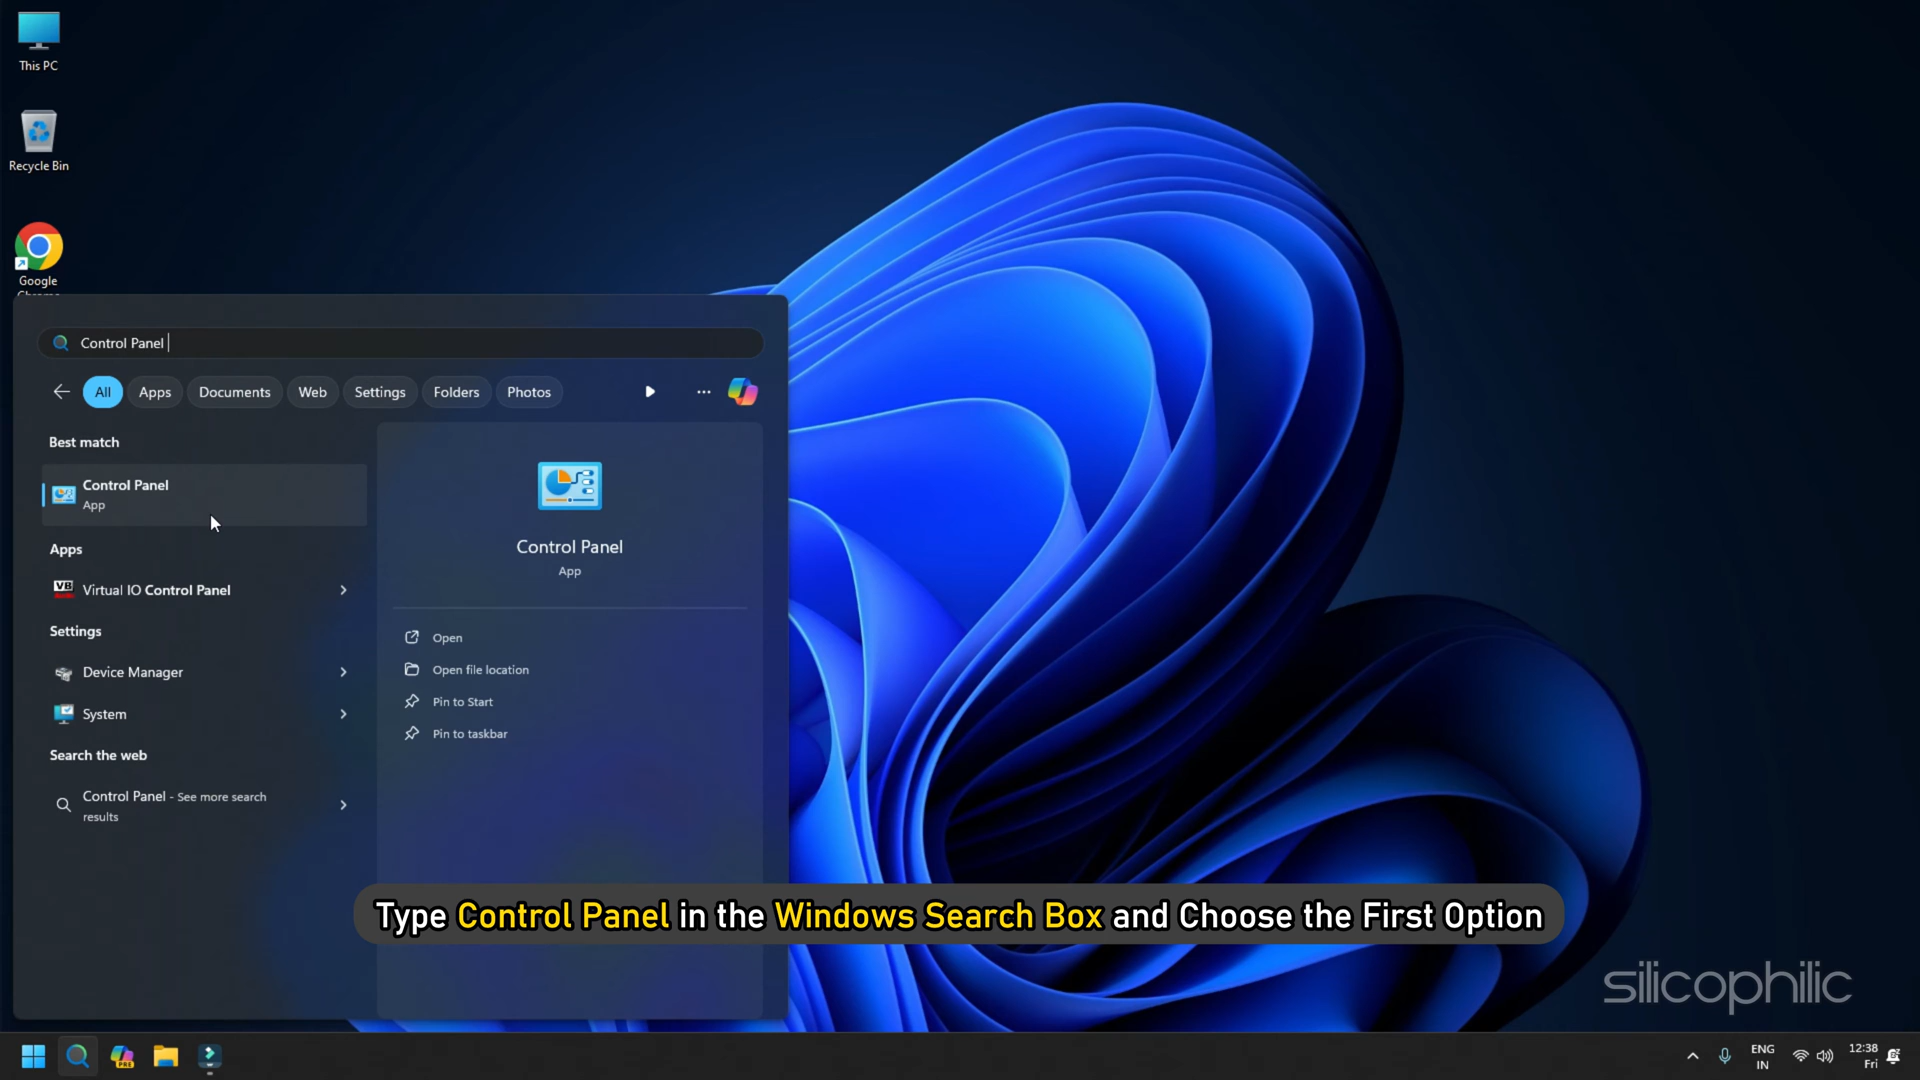 This PC
Recycle Bin
Google
Control Panel
All
Apps
Documents
Web
Settings
Folders
Photos
Best match
Control Panel
App
Apps
Virtual IO Control Panel
Settings
Device Manager
System
Search the web
Control Panel - See more search
results
Control Panel
App
Open
Open file location
Pin to Start
Pin to taskbar
Type Control Panel in the Windows Search Box and Choose the First Option
silicophilic
PRE
ENG
IN
12:38
Fri